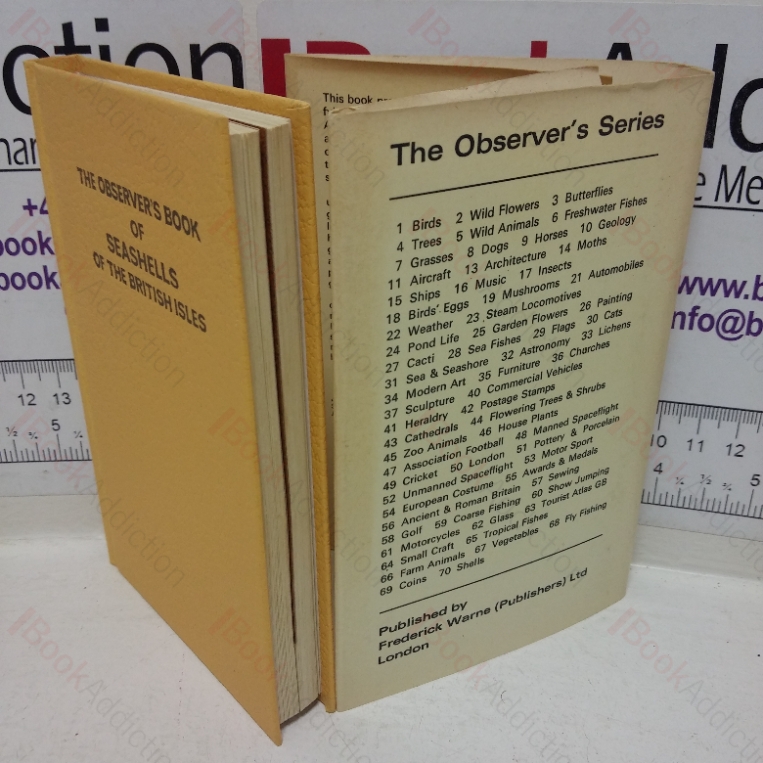 THE OBSERVER'S BOOK
OF
SEASHELLS
OF THE BRITISH ISLES
The Observer's Series
1 Birds 2 Wild Flowers 3 Butterflies
4 Trees 5 Wild Animals 6 Freshwater Fishes
7 Grasses 8 Dogs 9 Horses 10 Geology
11 Aircraft 13 Architecture 14 Moths
15 Ships 16 Music 17 Insects
18 Birds' Eggs 19 Mushrooms 21 Automobiles
22 Weather 23 Steam Locomotives
24 Pond Life 25 Garden Flowers 26 Painting
27 Cacti 28 Sea Fishes 29 Flags 30 Cats
31 Sea & Seashore 32 Astronomy 33 Lichens
34 Modern Art 35 Furniture 36 Churches
37 Sculpture 40 Commercial Vehicles
41 Heraldry 42 Postage Stamps
43 Cathedrals 44 Flowering Trees & Shrubs
45 Zoo Animals 46 House Plants
47 Association Football 48 Manned Spaceflight
49 Cricket 50 London 51 Pottery & Porcelain
52 Unmanned Spaceflight 53 Motor Sport
54 European Costume 55 Awards & Medals
56 Ancient & Roman Britain 57 Sewing
58 Golf 59 Coarse Fishing 60 Show Jumping
61 Motorcycles 62 Glass 63 Tourist Atlas GB
64 Small Craft 65 Tropical Fishes
66 Farm Animals 67 Vegetables 68 Fly Fishing
69 Coins 70 Shells
Published by
Frederick Warne (Publishers) Ltd
London
This book
12 13
5
10 11 12
4 5
BookAddiction